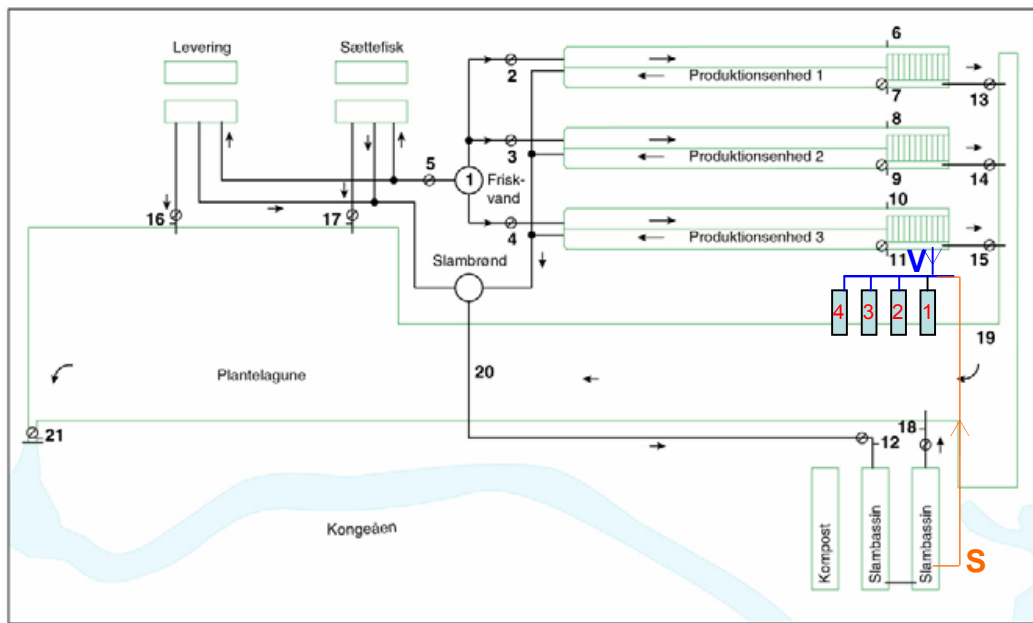 Levering
Sættefisk
6
2
Produktionsenhed 1
7
13
8
3
Produktionsenhed 2
9
14
5
1
Frisk-
vand
10
4
Produktionsenhed 3
11
15
16
17
V
Slambrønd
4
3
2
1
19
20
Plantelagune
18
21
12
Kongeåen
Kompost
Slambassin
Slambassin
S